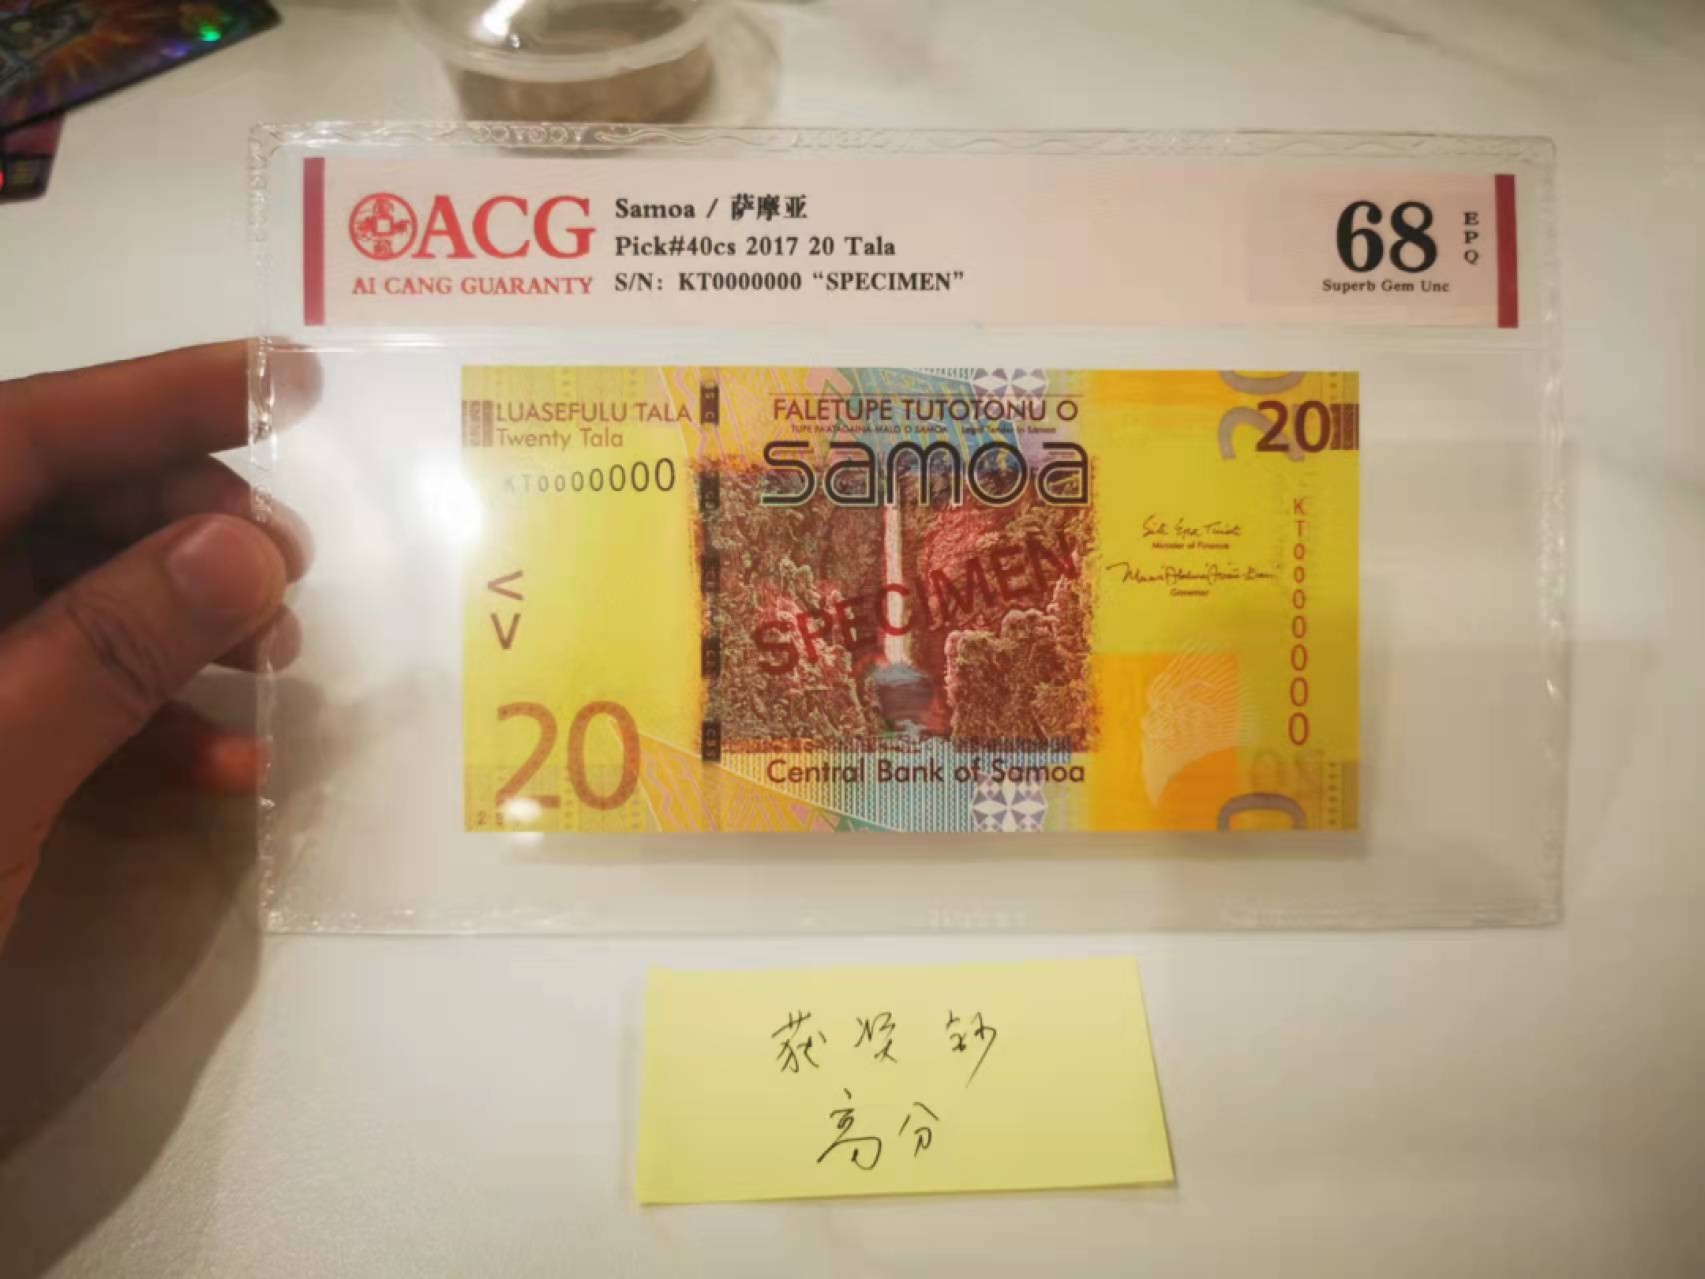 ACG
AI CANG GUARANTY
Samoa / 萨摩亚
Pick#40cs 2017 20 Tala
S/N: KT0000000 “SPECIMEN”
68
EPQ
Superb Gem Unc
LUASEFULU TALA
Twenty Tala
KT0000000
FALETUPE TUTOTONU O
samoa
20
SPECIMEN
Minister of Finance
Governor
KT0000000
20
Central Bank of Samoa
获奖钞
高分